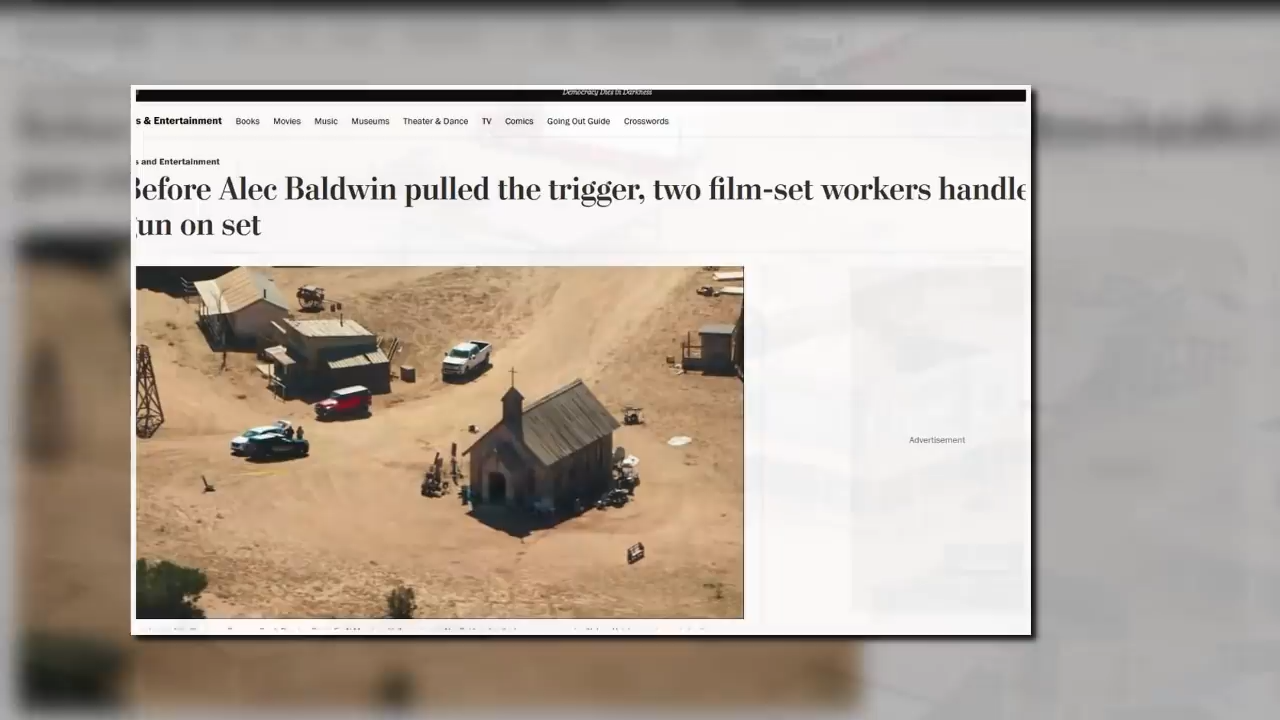 Democracy Dies in Darkness
s & Entertainment Books Movies Music Museums Theater & Dance TV Comics Going Out Guide Crosswords
s and Entertainment
Before Alec Baldwin pulled the trigger, two film-set workers handle
un on set
Advertisement